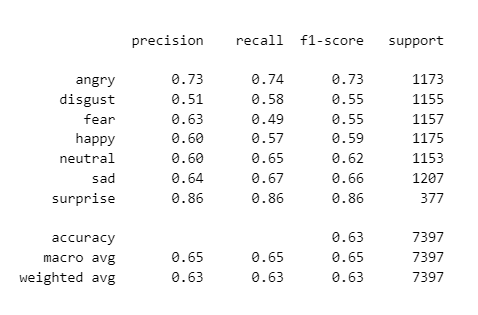 precision recall f1-score support
angry 0.73 0.74 0.73 1173
disgust 0.51 0.58 0.55 1155
fear 0.63 0.49 0.55 1157
happy 0.60 0.57 0.59 1175
neutral 0.60 0.65 0.62 1153
sad 0.64 0.67 0.66 1207
surprise 0.86 0.86 0.86 377
accuracy 0.63 7397
macro avg 0.65 0.65 0.65 7397
weighted avg 0.63 0.63 0.63 7397